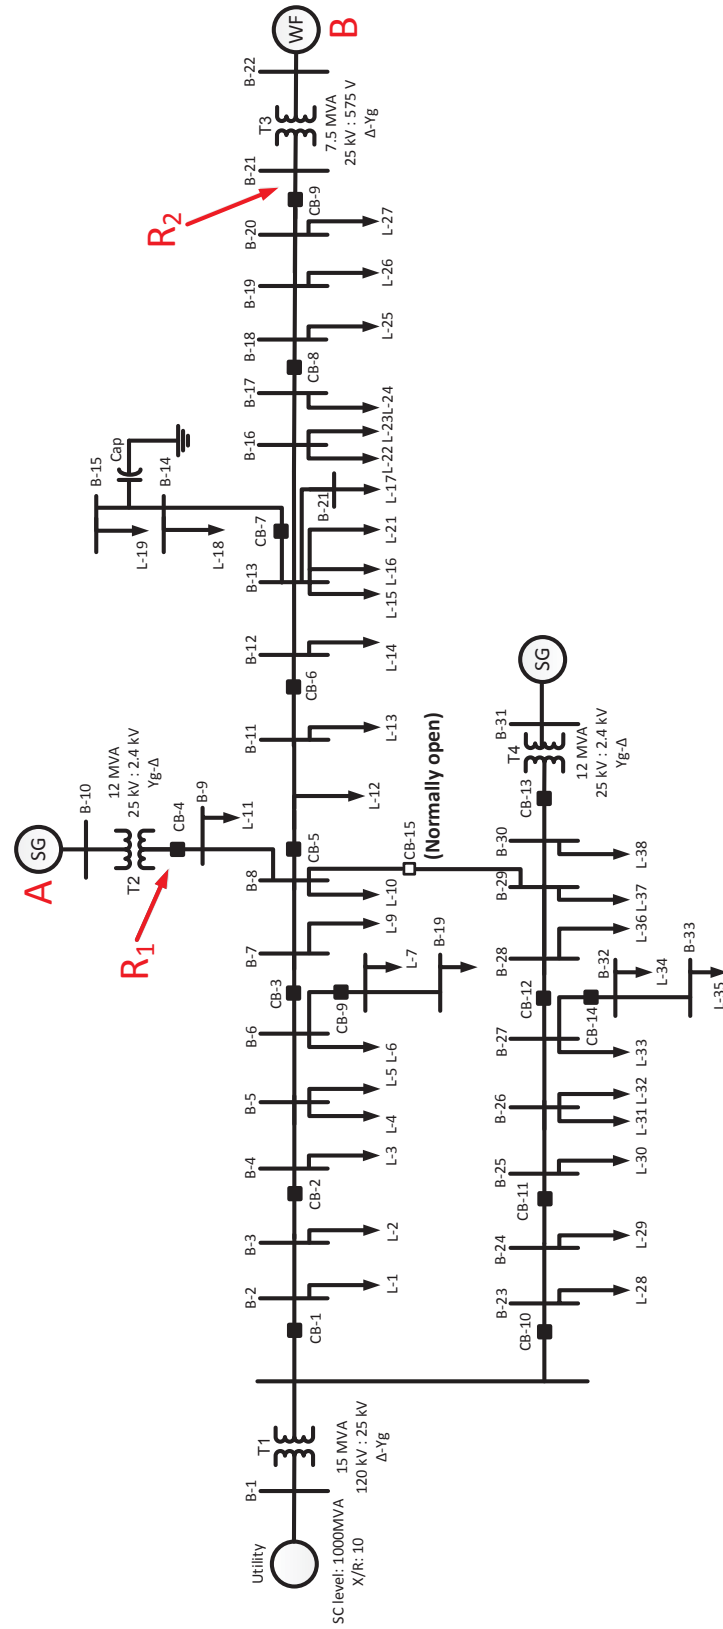 Utility
SC level: 1000MVA
X/R: 10
B-1
T1
15 MVA
120 kV : 25 kV
Δ-Yg
CB-1
B-2
L-1
B-3
L-2
CB-2
B-4
L-3
B-5
L-4
L-5
B-6
L-6
CB-3
CB-9
L-7
B-19
B-7
L-9
B-8
L-10
CB-5
A
SG
B-10
T2
12 MVA
25 kV : 2.4 kV
Yg-Δ
R1
CB-4
B-9
L-11
CB-15
(Normally open)
L-12
B-11
L-13
CB-6
B-12
L-14
B-13
CB-7
L-15
L-16
L-21
B-21
L-17
B-14
L-18
B-15
L-19
Cap
B-16
L-22
L-23
B-17
L-24
CB-8
B-18
L-25
B-19
L-26
B-20
L-27
CB-9
R2
B-21
T3
7.5 MVA
25 kV : 575 V
Δ-Yg
B-22
WF
B
CB-10
B-23
L-28
B-24
L-29
CB-11
B-25
L-30
B-26
L-31
L-32
B-27
L-33
CB-12
CB-14
B-32
L-34
B-33
L-35
B-28
L-36
B-29
L-37
B-30
L-38
CB-13
T4
12 MVA
25 kV : 2.4 kV
Yg-Δ
B-31
SG